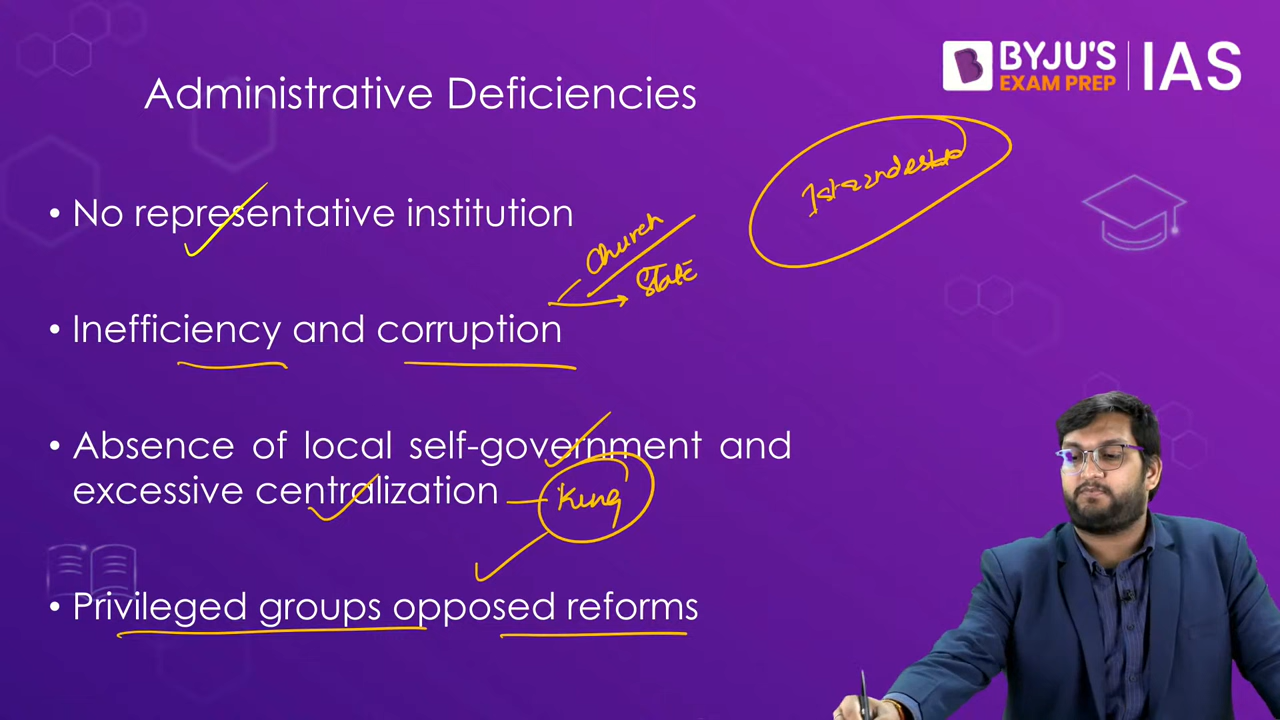 BYJU'S
EXAM PREP
IAS
Administrative Deficiencies
• No representative institution
Church
State
• Inefficiency and corruption
• Absence of local self-government and
excessive centralization
King
• Privileged groups opposed reforms